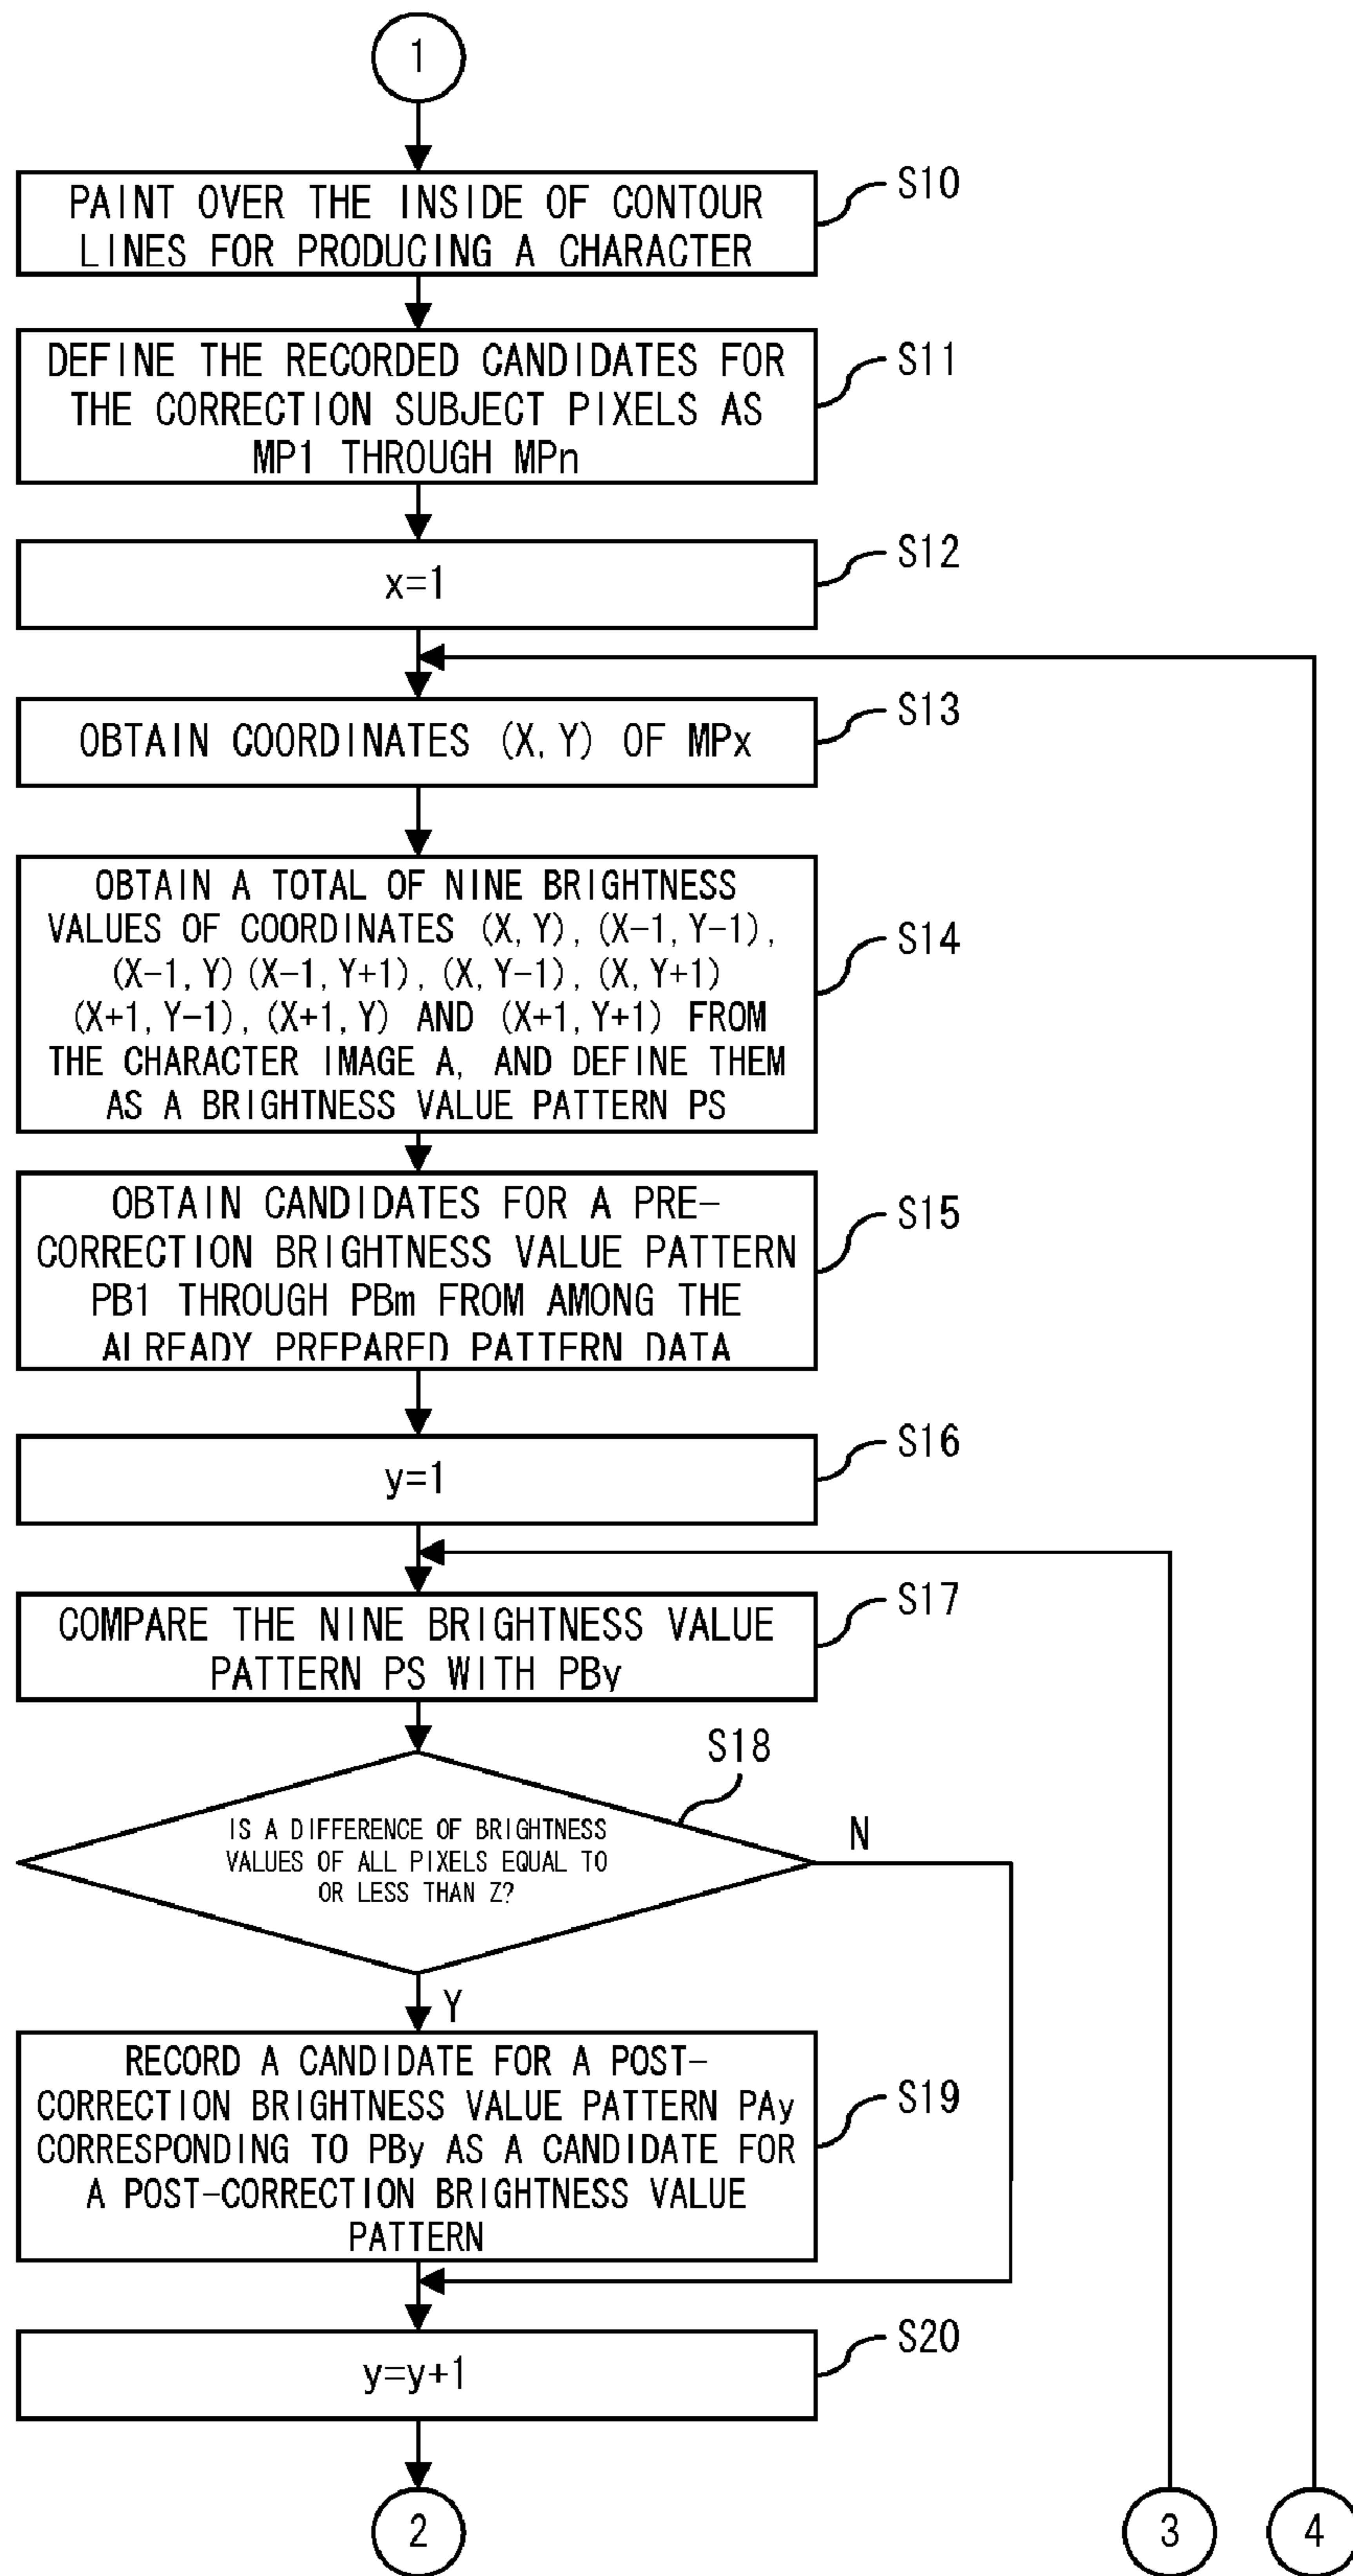 1
PAINT OVER THE INSIDE OF CONTOUR
LINES FOR PRODUCING A CHARACTER
S10
DEFINE THE RECORDED CANDIDATES FOR
THE CORRECTION SUBJECT PIXELS AS
MP1 THROUGH MPn
S11
x=1
S12
OBTAIN COORDINATES (X, Y) OF MPx
S13
OBTAIN A TOTAL OF NINE BRIGHTNESS
VALUES OF COORDINATES (X, Y), (X-1, Y-1),
(X-1, Y) (X-1, Y+1), (X, Y-1), (X, Y+1)
(X+1, Y-1), (X+1, Y) AND (X+1, Y+1) FROM
THE CHARACTER IMAGE A, AND DEFINE THEM
AS A BRIGHTNESS VALUE PATTERN PS
S14
OBTAIN CANDIDATES FOR A PRE-
CORRECTION BRIGHTNESS VALUE PATTERN
PB1 THROUGH PBm FROM AMONG THE
ALREADY PREPARED PATTERN DATA
S15
y=1
S16
COMPARE THE NINE BRIGHTNESS VALUE
PATTERN PS WITH PBy
S17
IS A DIFFERENCE OF BRIGHTNESS
VALUES OF ALL PIXELS EQUAL TO
OR LESS THAN Z?
S18
N
Y
RECORD A CANDIDATE FOR A POST-
CORRECTION BRIGHTNESS VALUE PATTERN PAy
CORRESPONDING TO PBy AS A CANDIDATE FOR
A POST-CORRECTION BRIGHTNESS VALUE
PATTERN
S19
y=y+1
S20
2
3
4